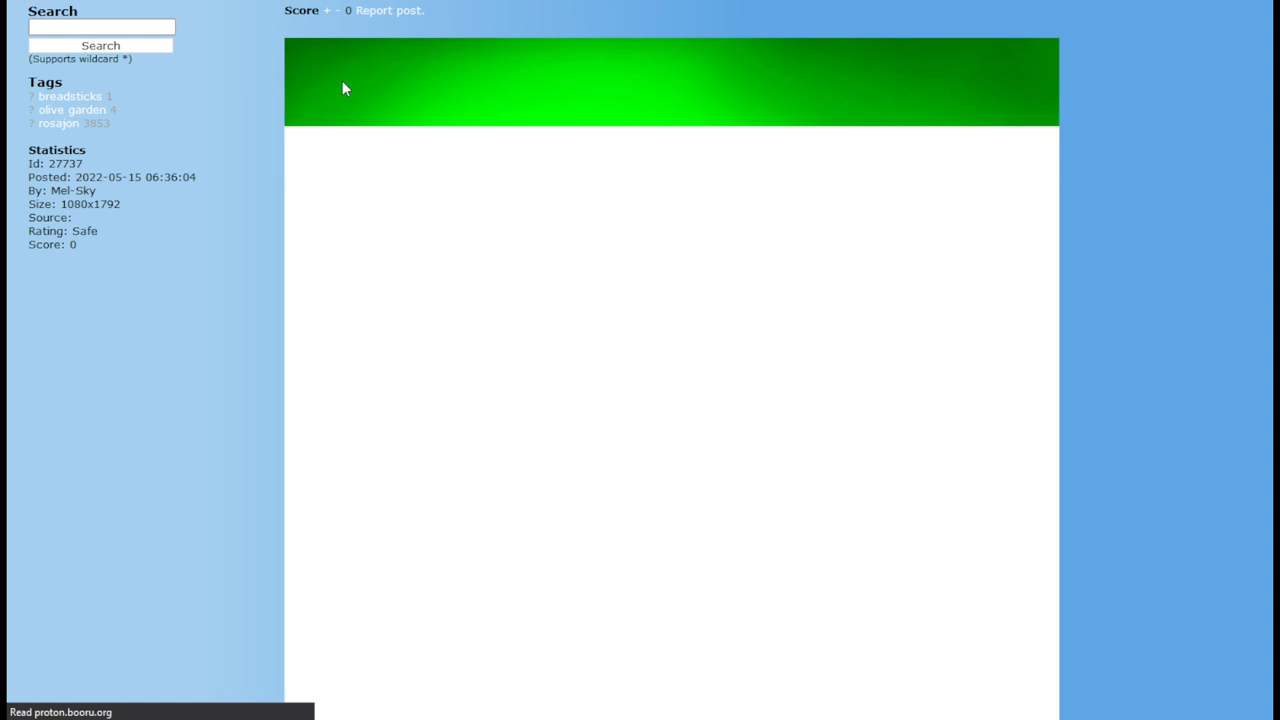 Search
Search
(Supports wildcard *)
Tags
? breadsticks 1
? olive garden 4
? rosajon 3853
Statistics
Id: 27737
Posted: 2022-05-15 06:36:04
By: Mel-Sky
Size: 1080x1792
Source:
Rating: Safe
Score: 0
Score + - 0 Report post.
Read proton.booru.org